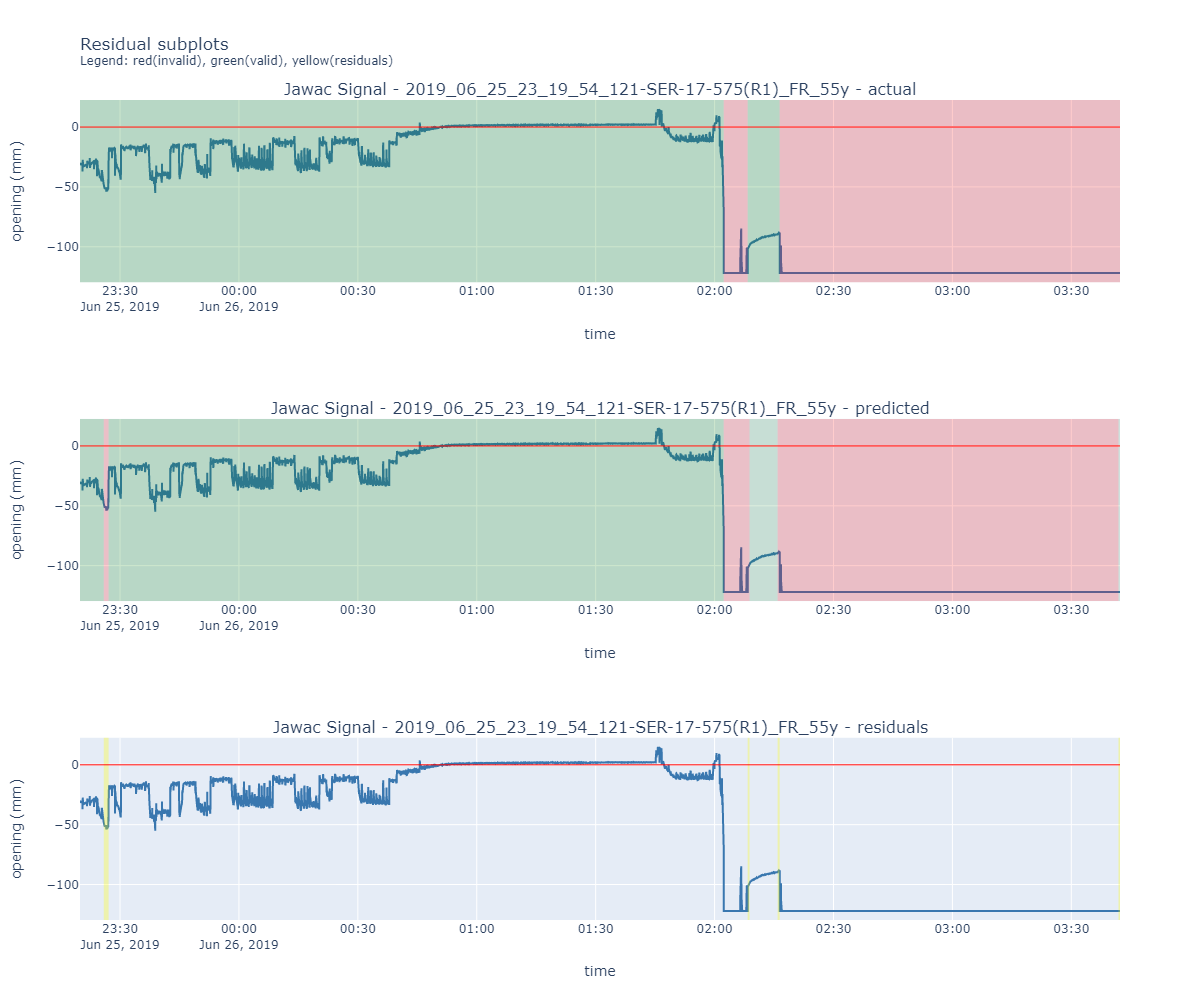 Residual subplots
Legend: red(invalid), green(valid), yellow(residuals)
Jawac Signal - 2019_06_25_23_19_54_121-SER-17-575(R1)_FR_55y - actual
0
−50
−100
opening (mm)
23:30 00:00 00:30 01:00 01:30 02:00 02:30 03:00 03:30
Jun 25, 2019 Jun 26, 2019
time
Jawac Signal - 2019_06_25_23_19_54_121-SER-17-575(R1)_FR_55y - predicted
0
−50
−100
opening (mm)
23:30 00:00 00:30 01:00 01:30 02:00 02:30 03:00 03:30
Jun 25, 2019 Jun 26, 2019
time
Jawac Signal - 2019_06_25_23_19_54_121-SER-17-575(R1)_FR_55y - residuals
0
−50
−100
opening (mm)
23:30 00:00 00:30 01:00 01:30 02:00 02:30 03:00 03:30
Jun 25, 2019 Jun 26, 2019
time